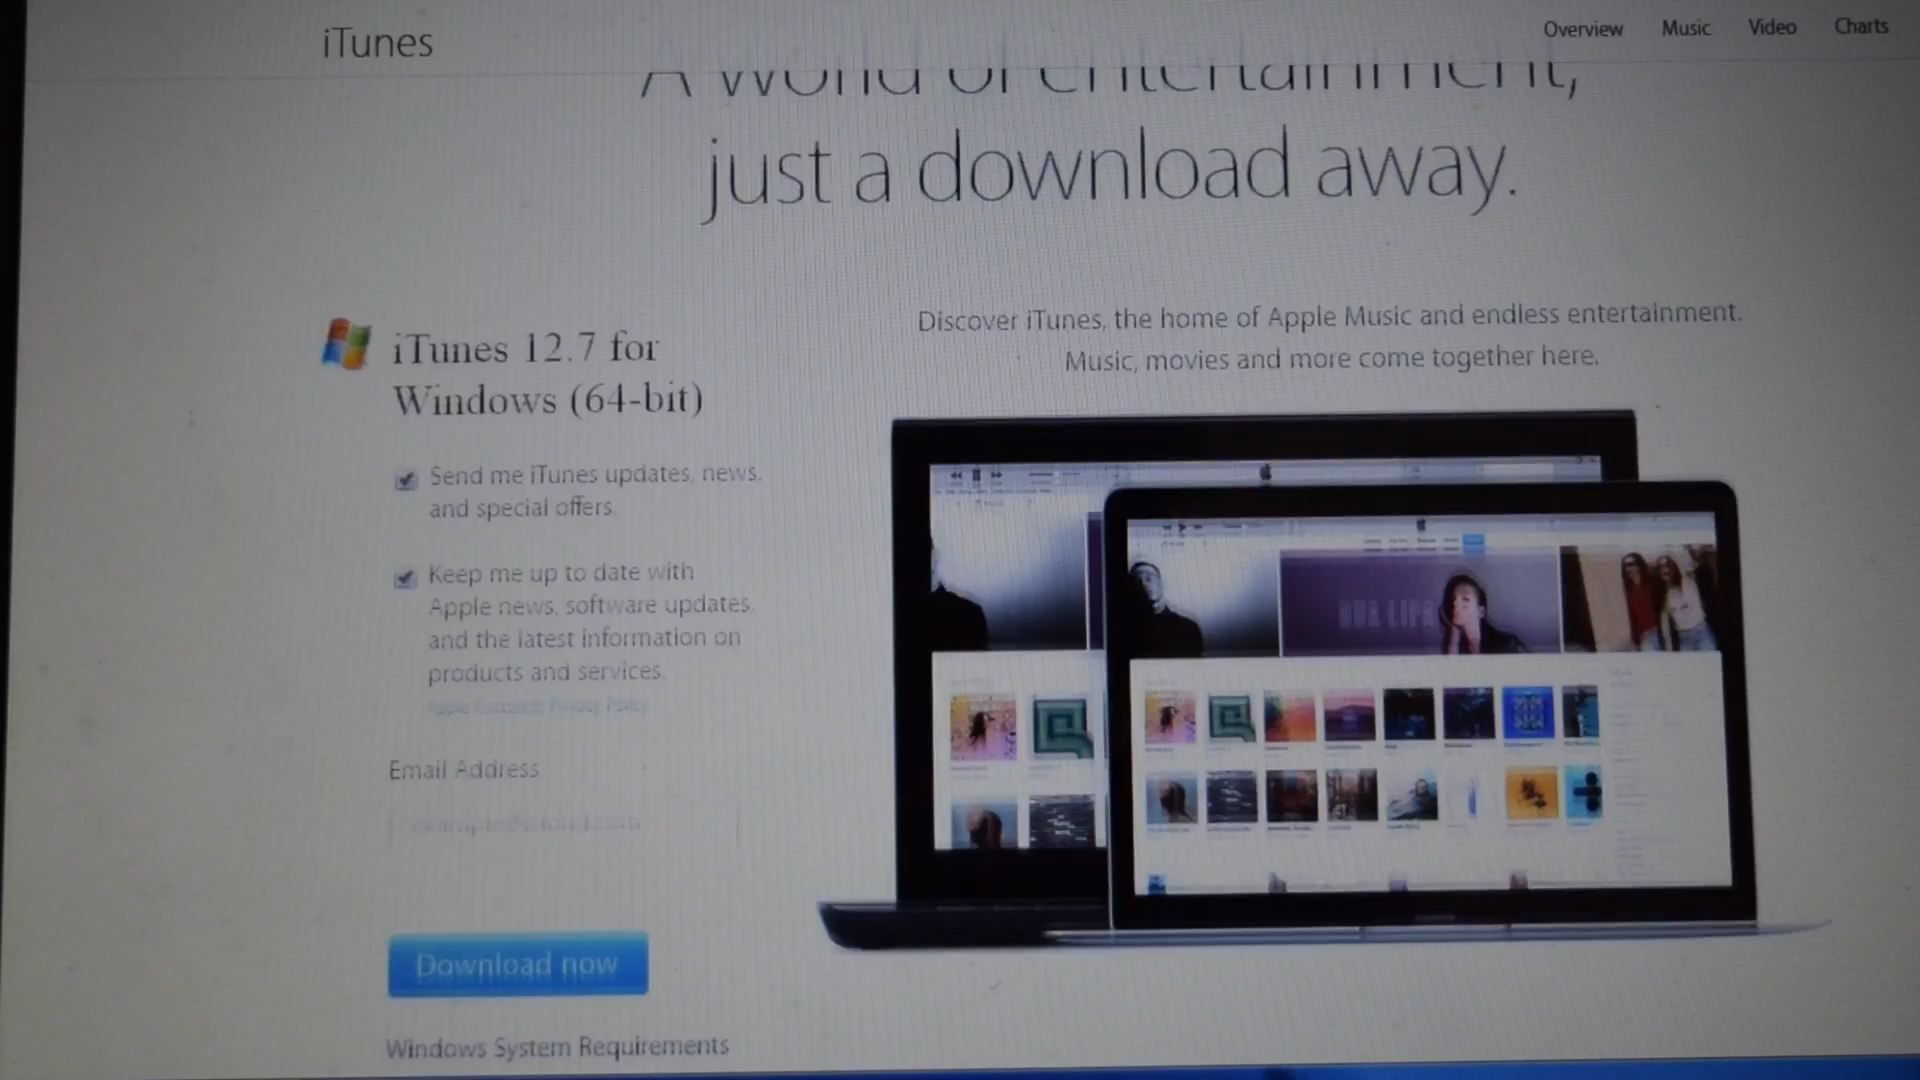 iTunes
Overview
Music
Video
Charts
A world of entertainment,
just a download away.
iTunes 12.7 for
Windows (64-bit)
Send me iTunes updates, news,
and special offers.
Keep me up to date with
Apple news, software updates,
and the latest information on
products and services.
Apple Customer Privacy Policy
Email Address
example@icloud.com
Download now
Windows System Requirements
Discover iTunes, the home of Apple Music and endless entertainment.
Music, movies and more come together here.
DUA LIPA